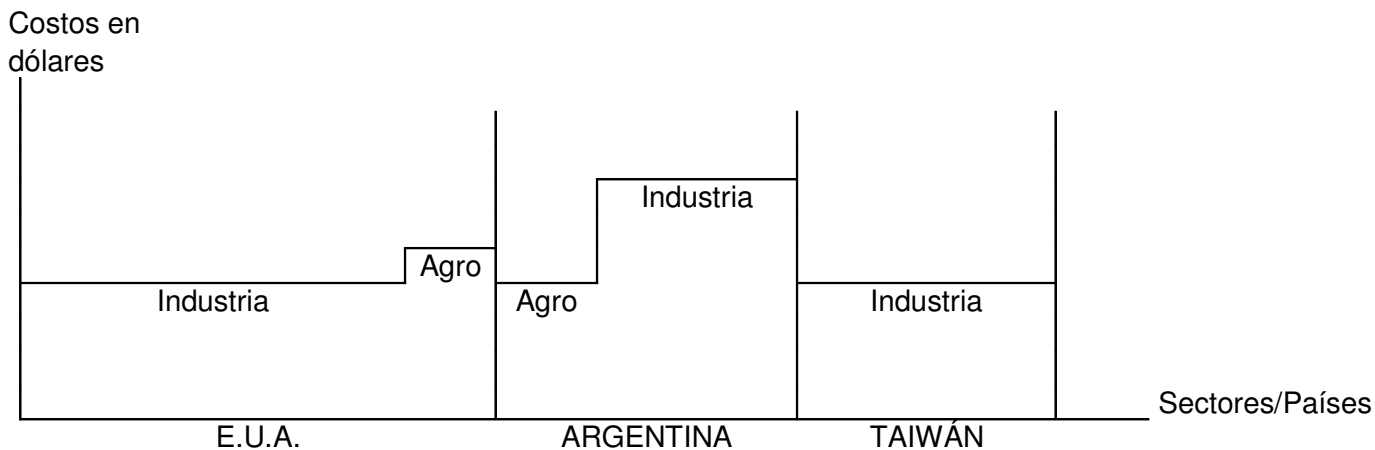 Costos en
dólares
Industria
Agro
Industria
Agro
Industria
Sectores/Países
E.U.A.
ARGENTINA
TAIWÁN